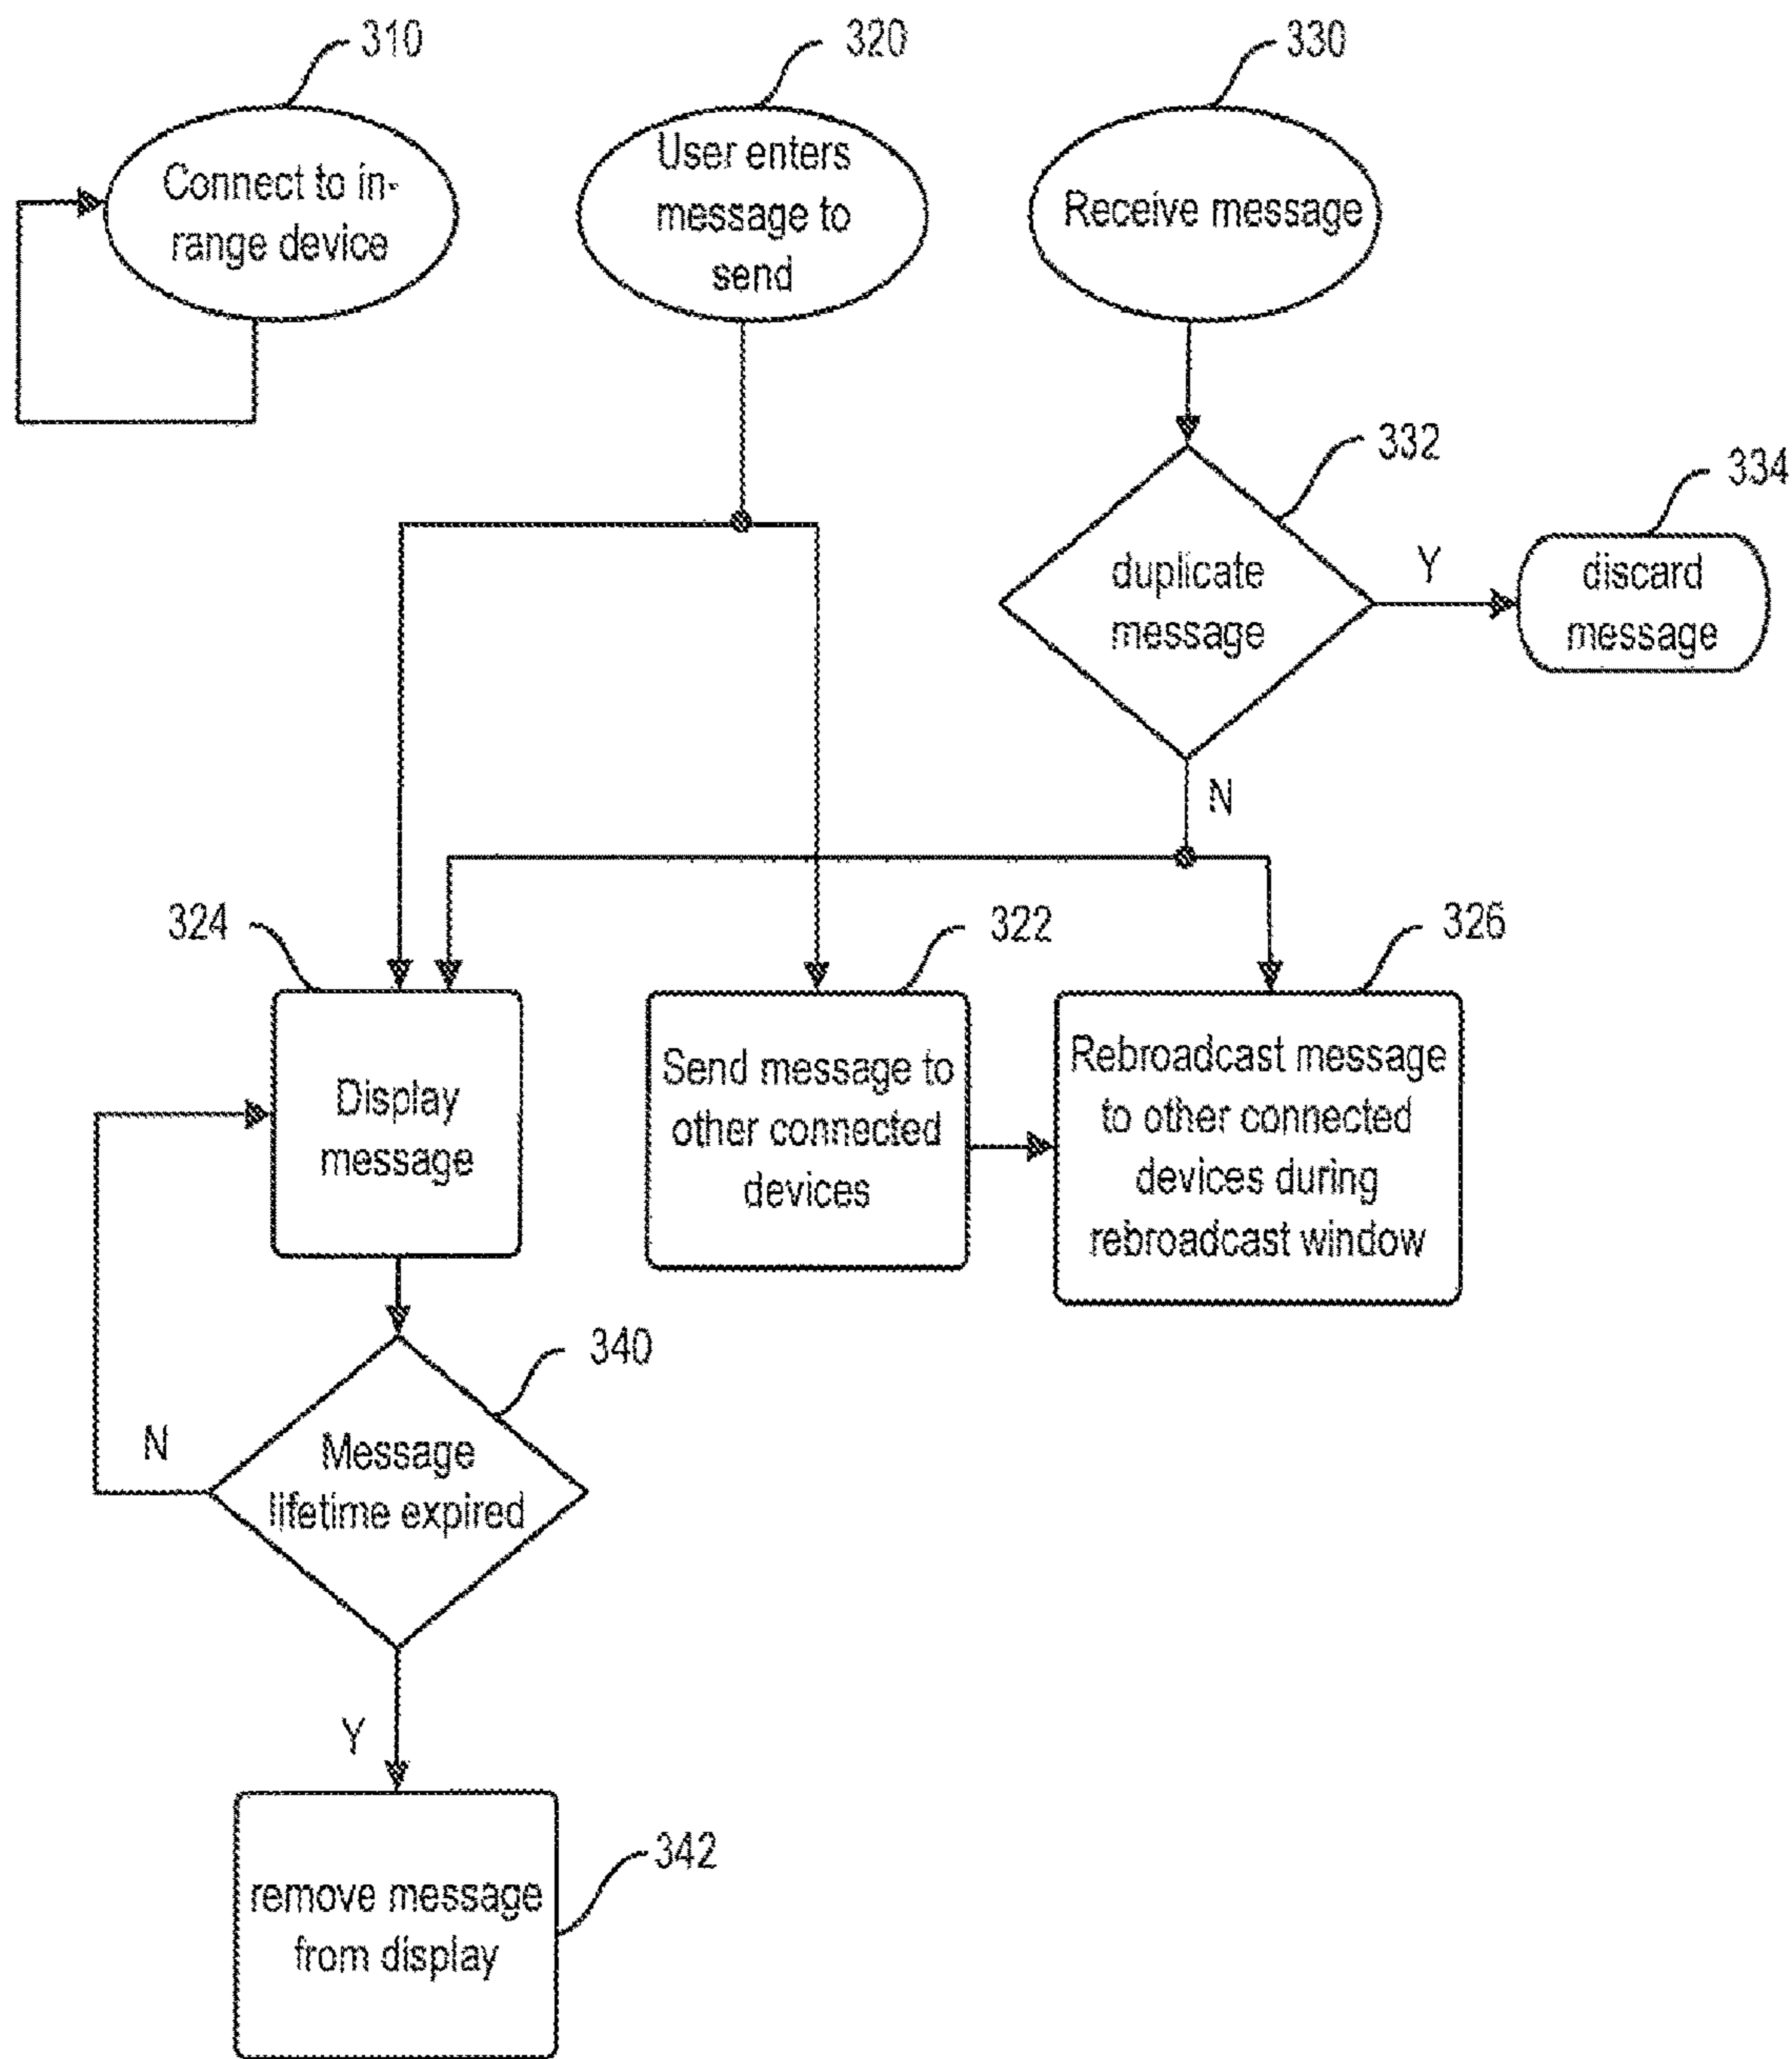 310
320
330
Connect to in-
range device
User enters
message to
send
Receive message
332
334
duplicate
message
Y
discard
message
N
324
322
326
Display
message
Send message to
other connected
devices
Rebroadcast message
to other connected
devices during
rebroadcast window
340
N
Message
lifetime expired
Y
342
remove message
from display